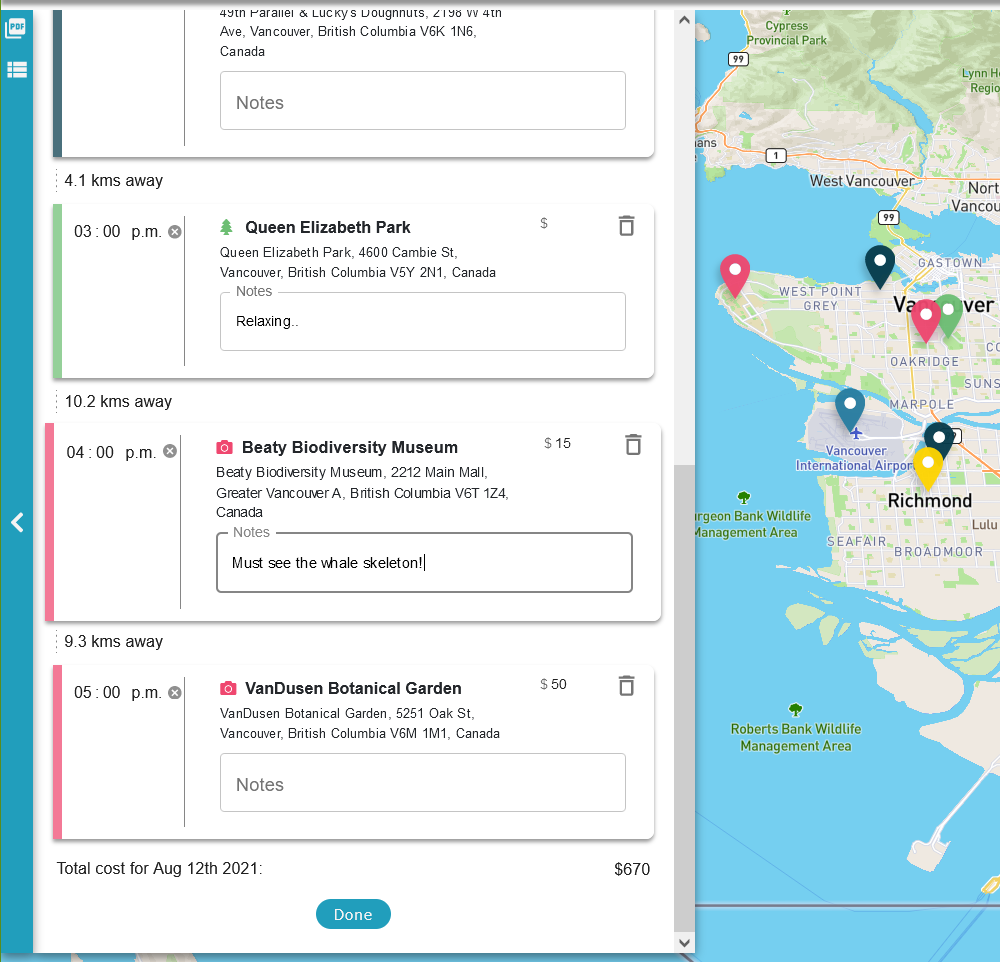 PDF
49th Parallel & Lucky's Doughnuts, 2198 W 4th
Ave, Vancouver, British Columbia V6K 1N6,
Canada
Notes
4.1 kms away
03 : 00 p.m.
Queen Elizabeth Park
$
Queen Elizabeth Park, 4600 Cambie St,
Vancouver, British Columbia V5Y 2N1, Canada
Notes
Relaxing..
10.2 kms away
04 : 00 p.m.
Beaty Biodiversity Museum
$ 15
Beaty Biodiversity Museum, 2212 Main Mall,
Greater Vancouver A, British Columbia V6T 1Z4,
Canada
Notes
Must see the whale skeleton!
9.3 kms away
05 : 00 p.m.
VanDusen Botanical Garden
$ 50
VanDusen Botanical Garden, 5251 Oak St,
Vancouver, British Columbia V6M 1M1, Canada
Notes
Total cost for Aug 12th 2021:
$670
Done
Cypress
Provincial Park
99
Lynn H
Regio
ans
1
West Vancouver
North
Vancou
99
GASTOWN
WEST POINT
GREY
Va ver
OAKRIDGE
CO
SUNS
MARPOLE
Vancouver
International Airpor
Richmond
urgeon Bank Wildlife
Management Area
Lulu
SEAFAIR
BROADMOOR
Roberts Bank Wildlife
Management Area